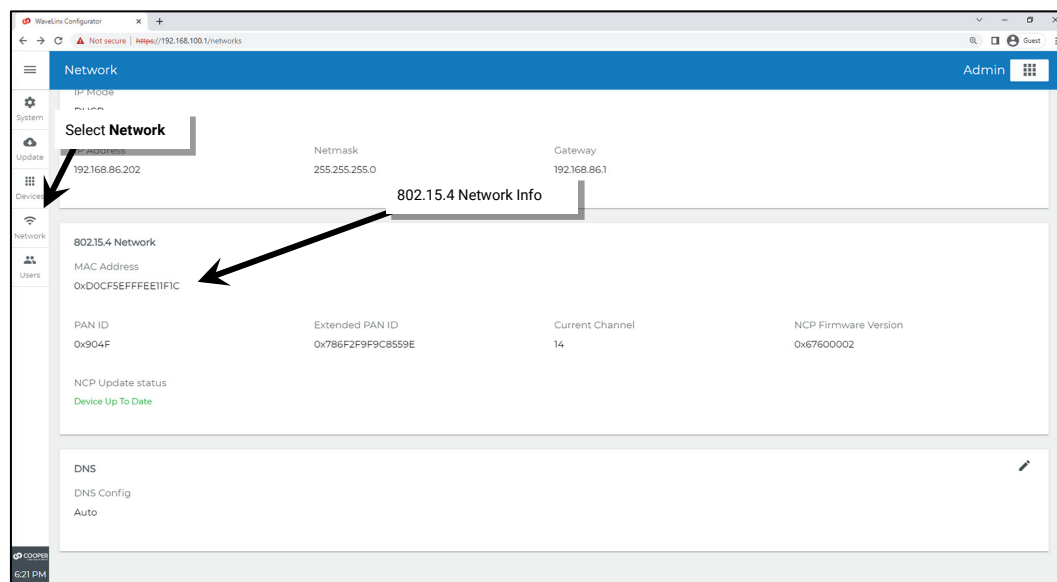 WaveLinx Configurator
Not secure | https://192.168.100.1/networks
Guest
Network
Admin
System
Update
Devices
Network
Users
IP Mode
DHCP
Select Network
IP Address
Netmask
Gateway
192.168.86.202
255.255.255.0
192.168.86.1
802.15.4 Network Info
802.15.4 Network
MAC Address
0xD0CF5EFFFEE11F1C
PAN ID
Extended PAN ID
Current Channel
NCP Firmware Version
0x904F
0x786F2F9F9C8559E
14
0x67600002
NCP Update status
Device Up To Date
DNS
DNS Config
Auto
COOPER
6:21 PM